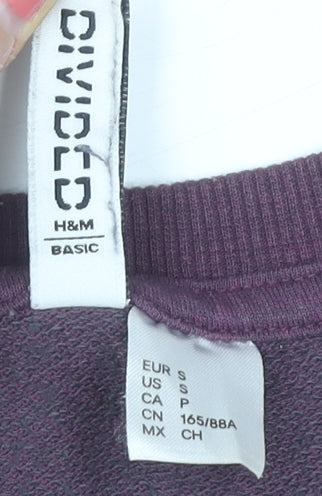 DIVIDED
H&M
BASIC
EUR S
US S
CA P
CN 165/88A
MX CH